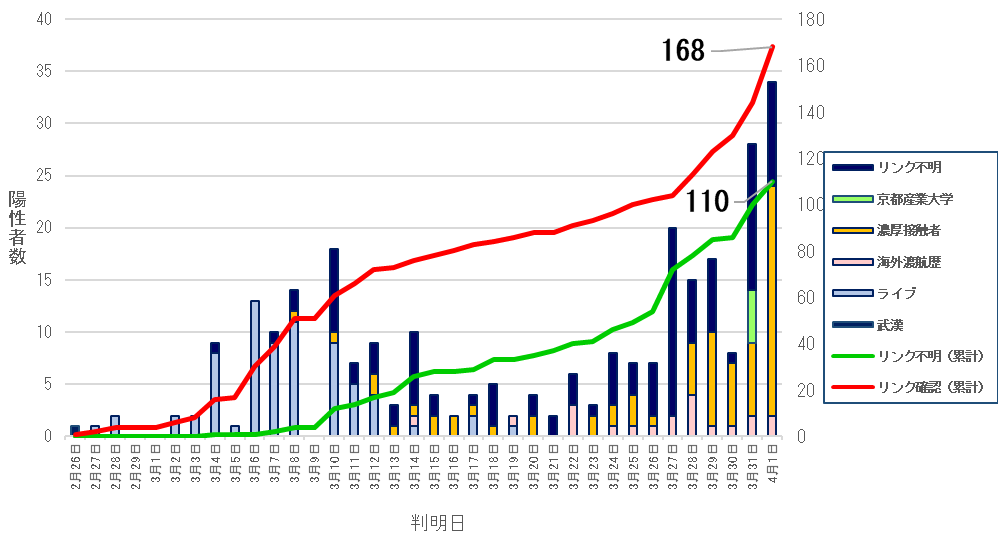 40
35
30
25
20
15
10
5
0
陽性者数
180
160
140
120
100
80
60
40
20
0
168
110
リンク不明
京都産業大学
濃厚接触者
海外渡航歴
ライブ
武漢
リンク不明（累計）
リンク確認（累計）
2月26日
2月27日
2月28日
2月29日
3月1日
3月2日
3月3日
3月4日
3月5日
3月6日
3月7日
3月8日
3月9日
3月10日
3月11日
3月12日
3月13日
3月14日
3月15日
3月16日
3月17日
3月18日
3月19日
3月20日
3月21日
3月22日
3月23日
3月24日
3月25日
3月26日
3月27日
3月28日
3月29日
3月30日
3月31日
4月1日
判明日